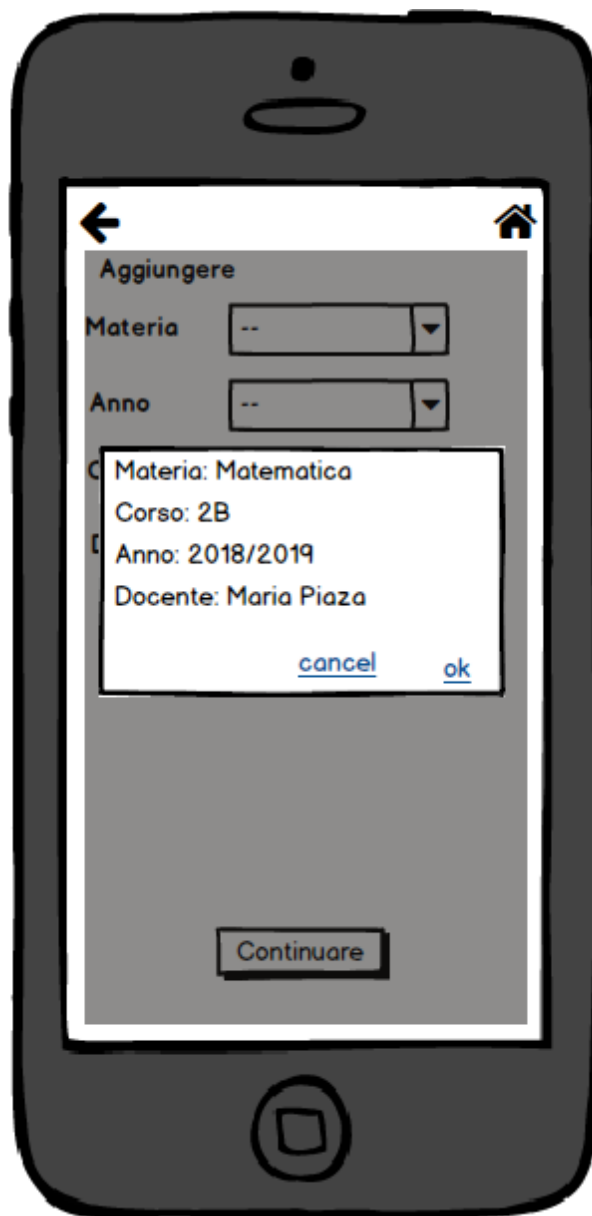 Aggiungere
Materia --
Anno --
Materia: Matematica
Corso: 2B
Anno: 2018/2019
Docente: Maria Piaza
cancel ok
Continuare